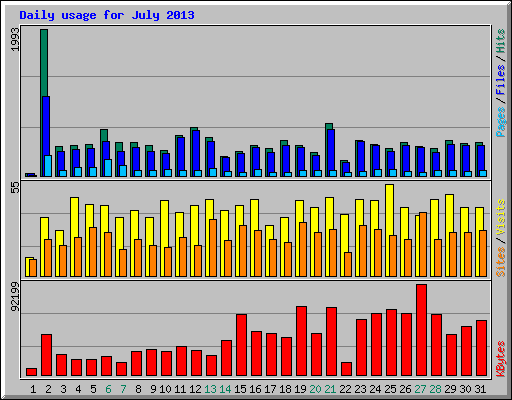 Daily usage for July 2013
1993
Pages / Files / Hits
55
Sites / Visits
92199
KBytes
1 2 3 4 5 6 7 8 9 10 11 12 13 14 15 16 17 18 19 20 21 22 23 24 25 26 27 28 29 30 31